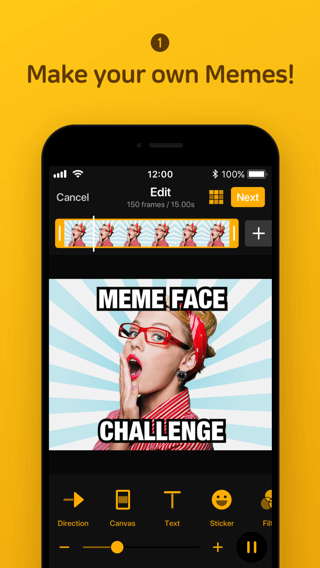 1
Make your own Memes!
12:00
100%
Cancel
Edit
150 frames / 15.00s
Next
MEME FACE
CHALLENGE
Direction
Canvas
Text
Sticker
Filt